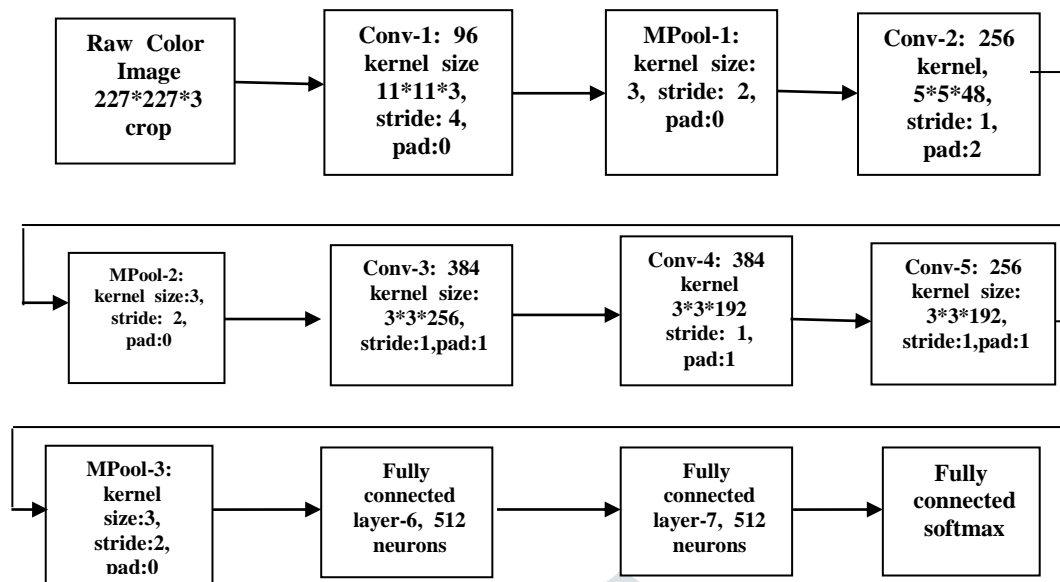 Raw Color
Image
227*227*3
crop
Conv-1: 96
kernel size
11*11*3,
stride: 4,
pad:0
MPool-1:
kernel size:
3, stride: 2,
pad:0
Conv-2: 256
kernel,
5*5*48,
stride: 1,
pad:2
MPool-2:
kernel size:3,
stride: 2,
pad:0
Conv-3: 384
kernel size:
3*3*256,
stride:1,pad:1
Conv-4: 384
kernel
3*3*192
stride: 1,
pad:1
Conv-5: 256
kernel size:
3*3*192,
stride:1,pad:1
MPool-3:
kernel
size:3,
stride:2,
pad:0
Fully
connected
layer-6, 512
neurons
Fully
connected
layer-7, 512
neurons
Fully
connected
softmax